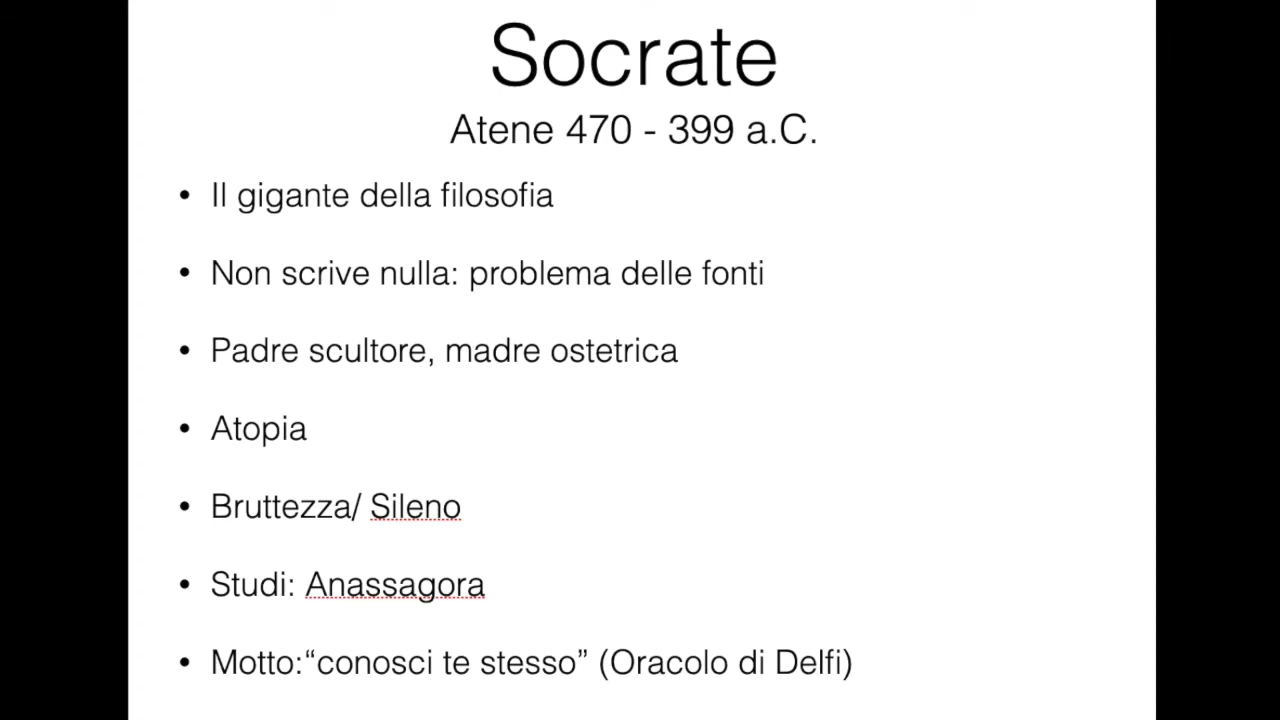 Socrate
Atene 470 - 399 a.C.
• Il gigante della filosofia
• Non scrive nulla: problema delle fonti
• Padre scultore, madre ostetrica
• Atopia
• Bruttezza/ Sileno
• Studi: Anassagora
• Motto:“conosci te stesso” (Oracolo di Delfi)